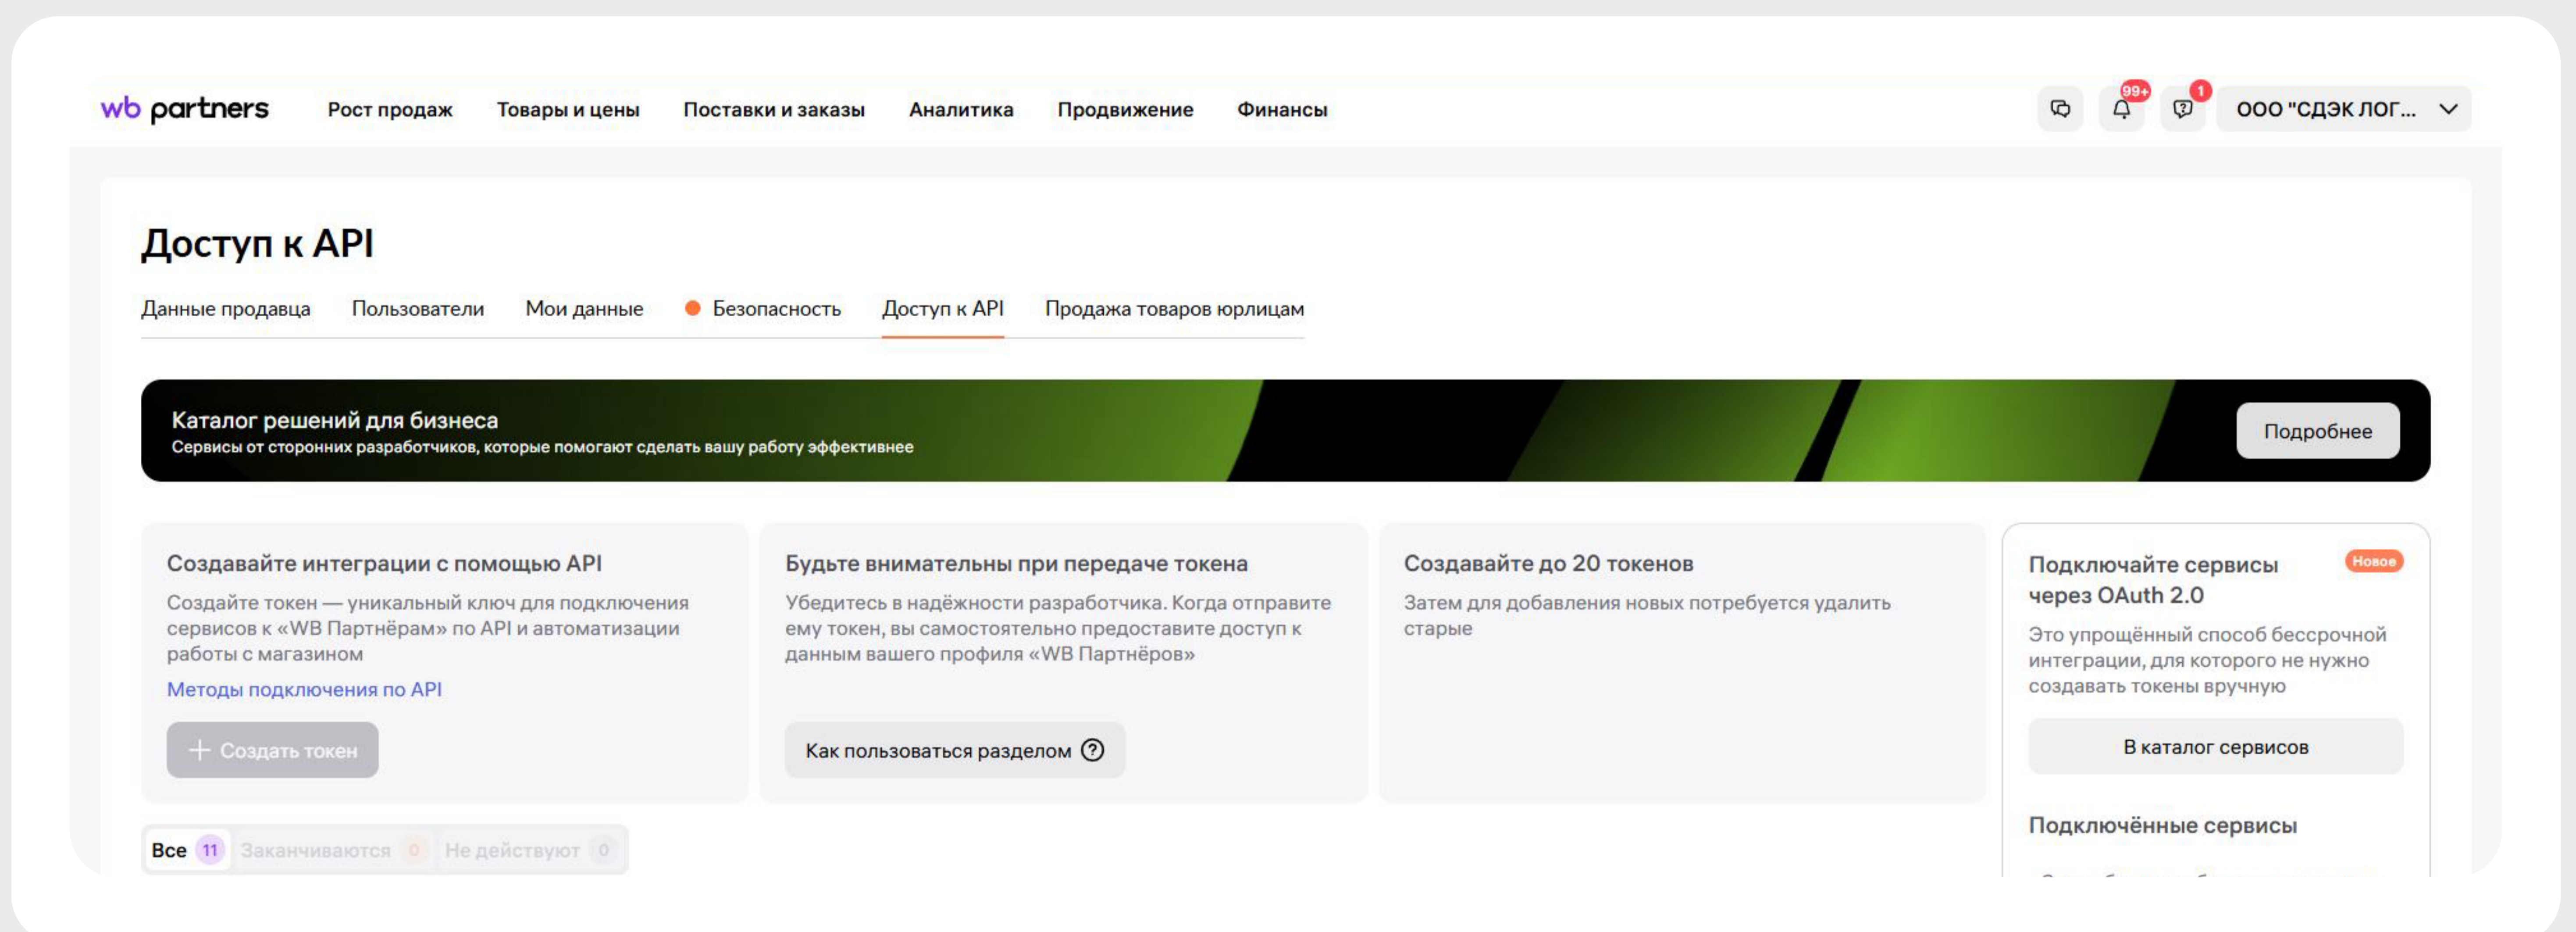 wb partners Рост продаж Товары и цены Поставки и заказы Аналитика Продвижение Финансы 99+ 1 ООО "СДЭК ЛОГ...
Доступ к API
Данные продавца Пользователи Мои данные Безопасность Доступ к API Продажа товаров юрлицам
Каталог решений для бизнеса
Сервисы от сторонних разработчиков, которые помогают сделать вашу работу эффективнее
Подробнее
Создавайте интеграции с помощью API
Создайте токен — уникальный ключ для подключения
сервисов к «WB Партнёрам» по API и автоматизации
работы с магазином
Методы подключения по API
+ Создать токен
Будьте внимательны при передаче токена
Убедитесь в надёжности разработчика. Когда отправите
ему токен, вы самостоятельно предоставите доступ к
данным вашего профиля «WB Партнёров»
Как пользоваться разделом ?
Создавайте до 20 токенов
Затем для добавления новых потребуется удалить
старые
Подключайте сервисы
через OAuth 2.0
Новое
Это упрощённый способ бессрочной
интеграции, для которого не нужно
создавать токены вручную
В каталог сервисов
Подключённые сервисы
Все 11 Заканчиваются 0 Не действуют 0